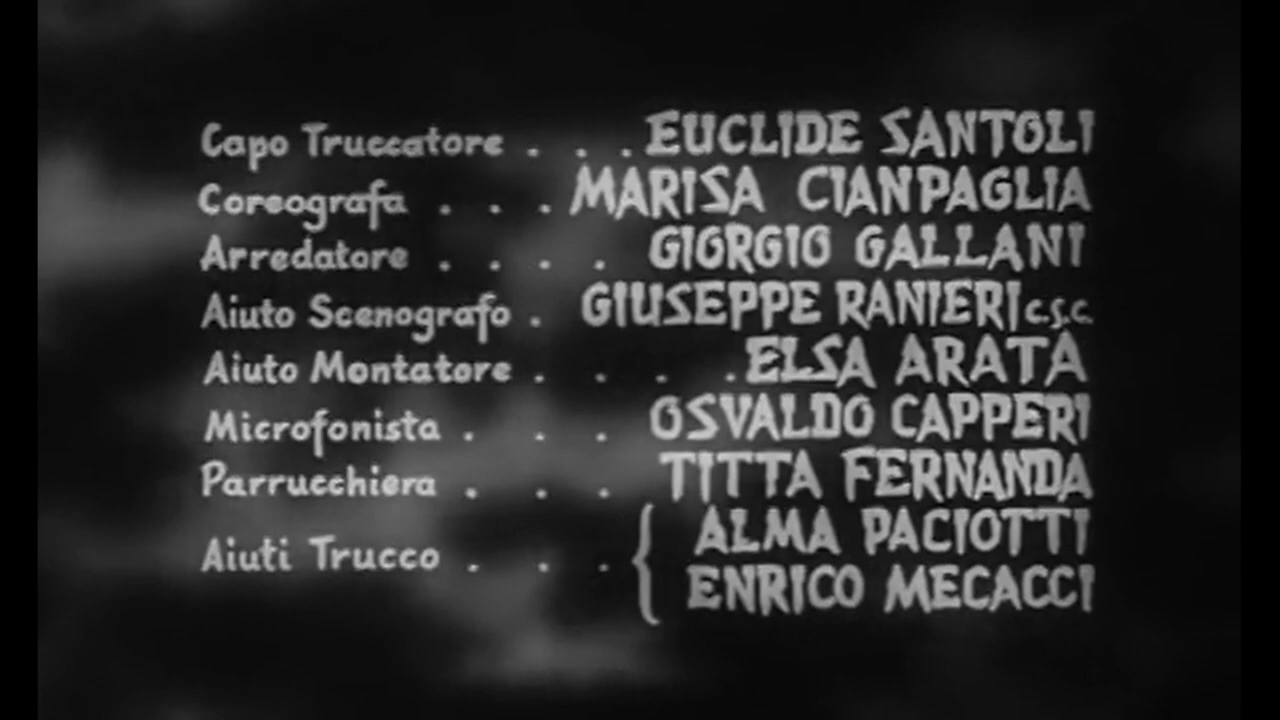 Capo Truccatore . . . EUCLIDE SANTOLI
Coreografa . . . MARISA CIANPAGLIA
Arredatore . . . . GIORGIO GALLANI
Aiuto Scenografo . GIUSEPPE RANIERI c.s.c.
Aiuto Montatore . . . . ELSA ARATA
Microfonista . . . OSVALDO CAPPERI
Parrucchiera . . . TITTA FERNANDA
Aiuti Trucco . . . { ALMA PACIOTTI
ENRICO MECACCI